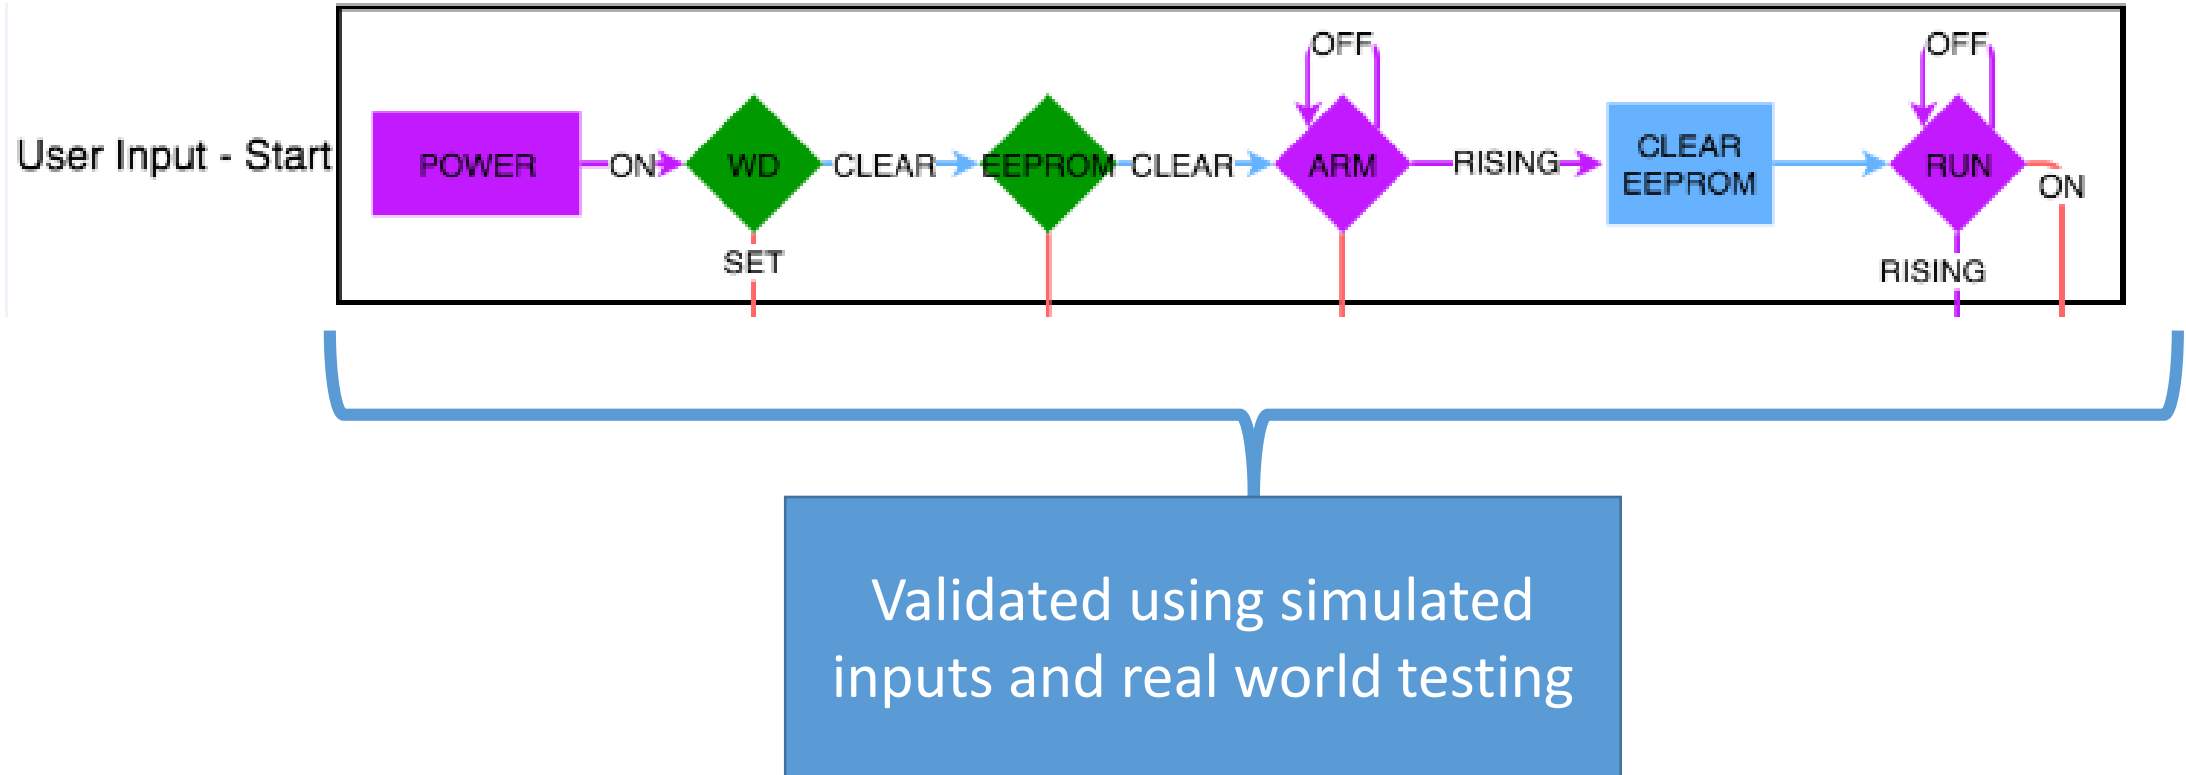 OFF
OFF
User Input - Start
POWER
ON
WD
CLEAR
EEPROM
CLEAR
ARM
RISING
CLEAR
EEPROM
RUN
ON
SET
RISING
Validated using simulated
inputs and real world testing